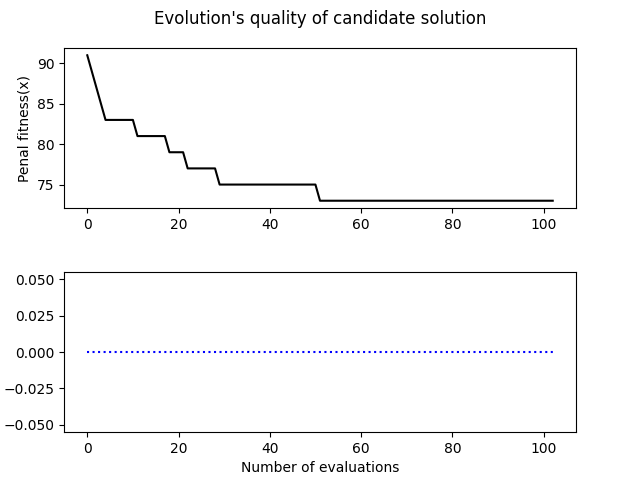 Evolution's quality of candidate solution
Penal fitness(x)
90
85
80
75
0 20 40 60 80 100
0.050
0.025
0.000
−0.025
−0.050
0 20 40 60 80 100
Number of evaluations